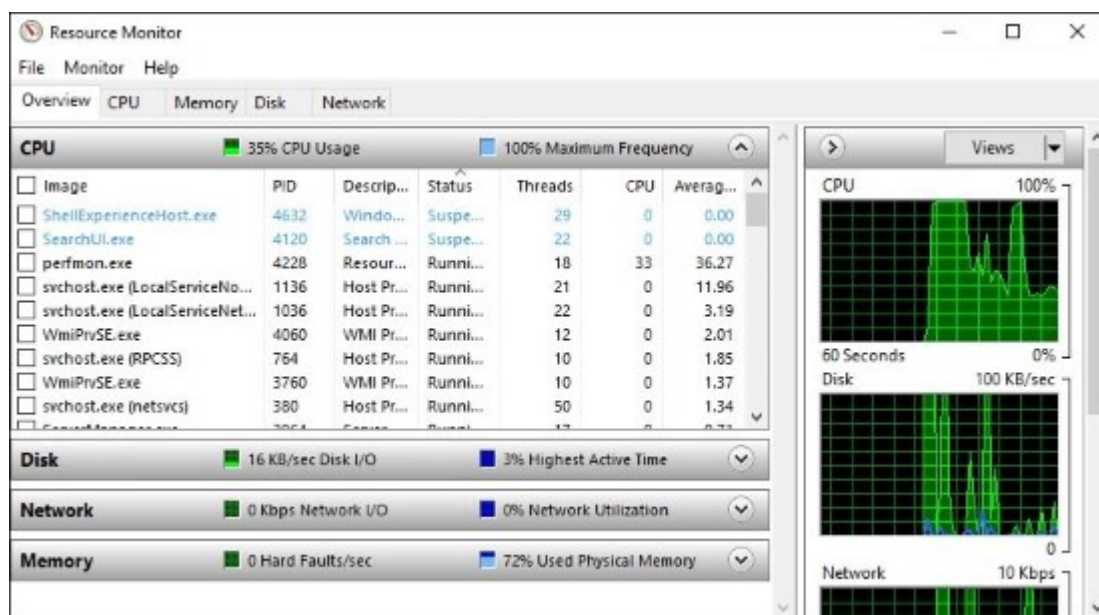 Resource Monitor
File Monitor Help
Overview CPU Memory Disk Network
CPU 35% CPU Usage 100% Maximum Frequency
Image PID Descrip... Status Threads CPU Averag...
ShellExperienceHost.exe 4632 Windo... Suspe... 29 0 0.00
SearchUI.exe 4120 Search ... Suspe... 22 0 0.00
perfmon.exe 4228 Resour... Runni... 18 33 36.27
svchost.exe (LocalServiceNo... 1136 Host Pr... Runni... 21 0 11.96
svchost.exe (LocalServiceNet... 1036 Host Pr... Runni... 22 0 3.19
WmiPrvSE.exe 4060 WMI Pr... Runni... 12 0 2.01
svchost.exe (RPCSS) 764 Host Pr... Runni... 10 0 1.85
WmiPrvSE.exe 3760 WMI Pr... Runni... 10 0 1.37
svchost.exe (netsvcs) 380 Host Pr... Runni... 50 0 1.34
Disk 16 KB/sec Disk I/O 3% Highest Active Time
Network 0 Kbps Network I/O 0% Network Utilization
Memory 0 Hard Faults/sec 72% Used Physical Memory
Views
CPU 100%
60 Seconds 0%
Disk 100 KB/sec
0
Network 10 Kbps